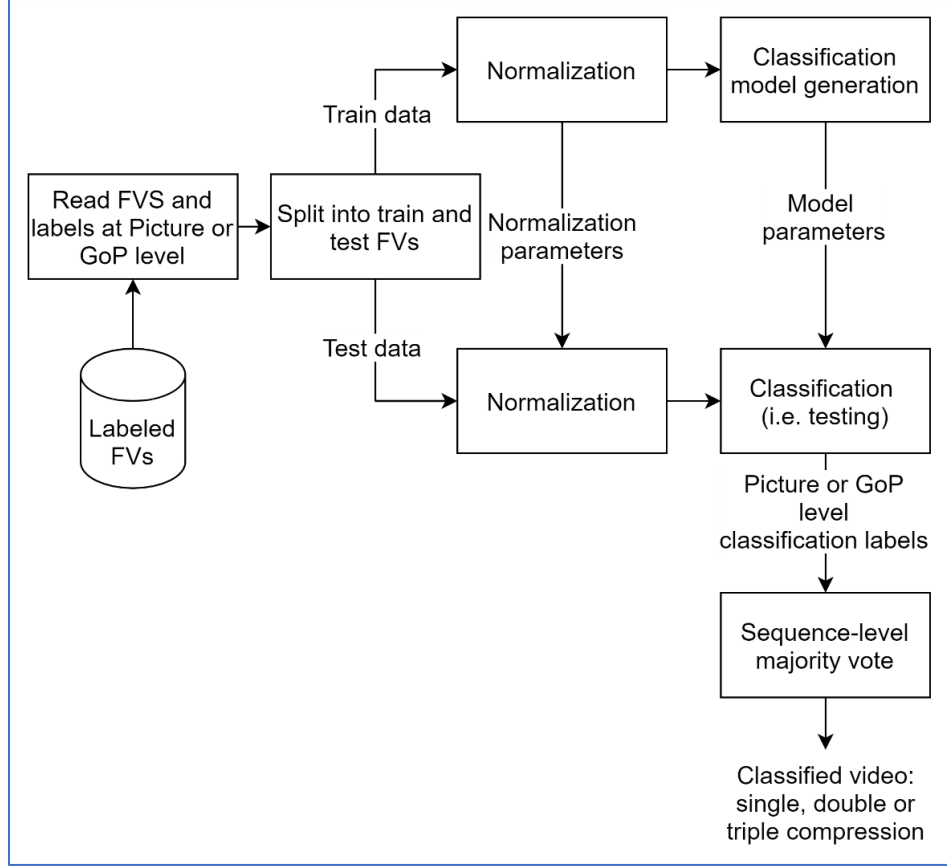 Normalization
Classification
model generation
Train data
Read FVS and
labels at Picture or
GoP level
Split into train and
test FVs
Normalization
parameters
Model
parameters
Test data
Labeled
FVs
Normalization
Classification
(i.e. testing)
Picture or GoP
level
classification labels
Sequence-level
majority vote
Classified video:
single, double or
triple compression